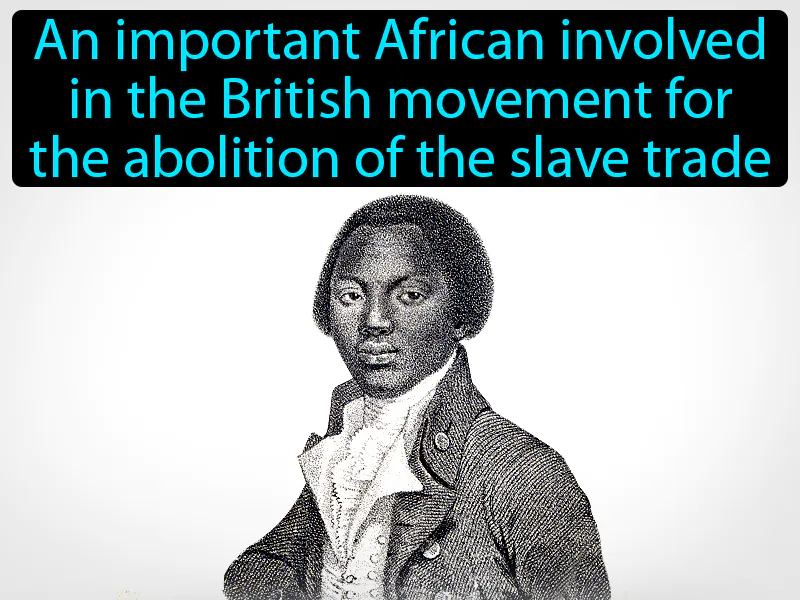 An important African involved
in the British movement for
the abolition of the slave trade